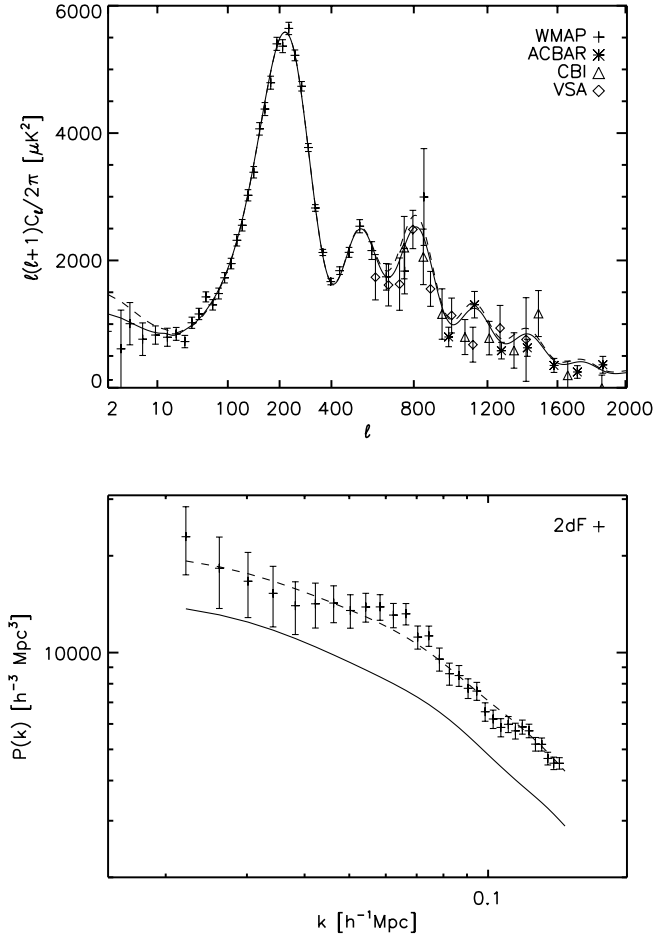 6000
4000
2000
0
ℓ(ℓ+1)Cℓ/2π [μK²]
WMAP
ACBAR
CBI
VSA
2 10 100 200 400 800 1200 1600 2000
ℓ
2dF
10000
P(k) [h⁻³ Mpc³]
0.1
k [h⁻¹Mpc]